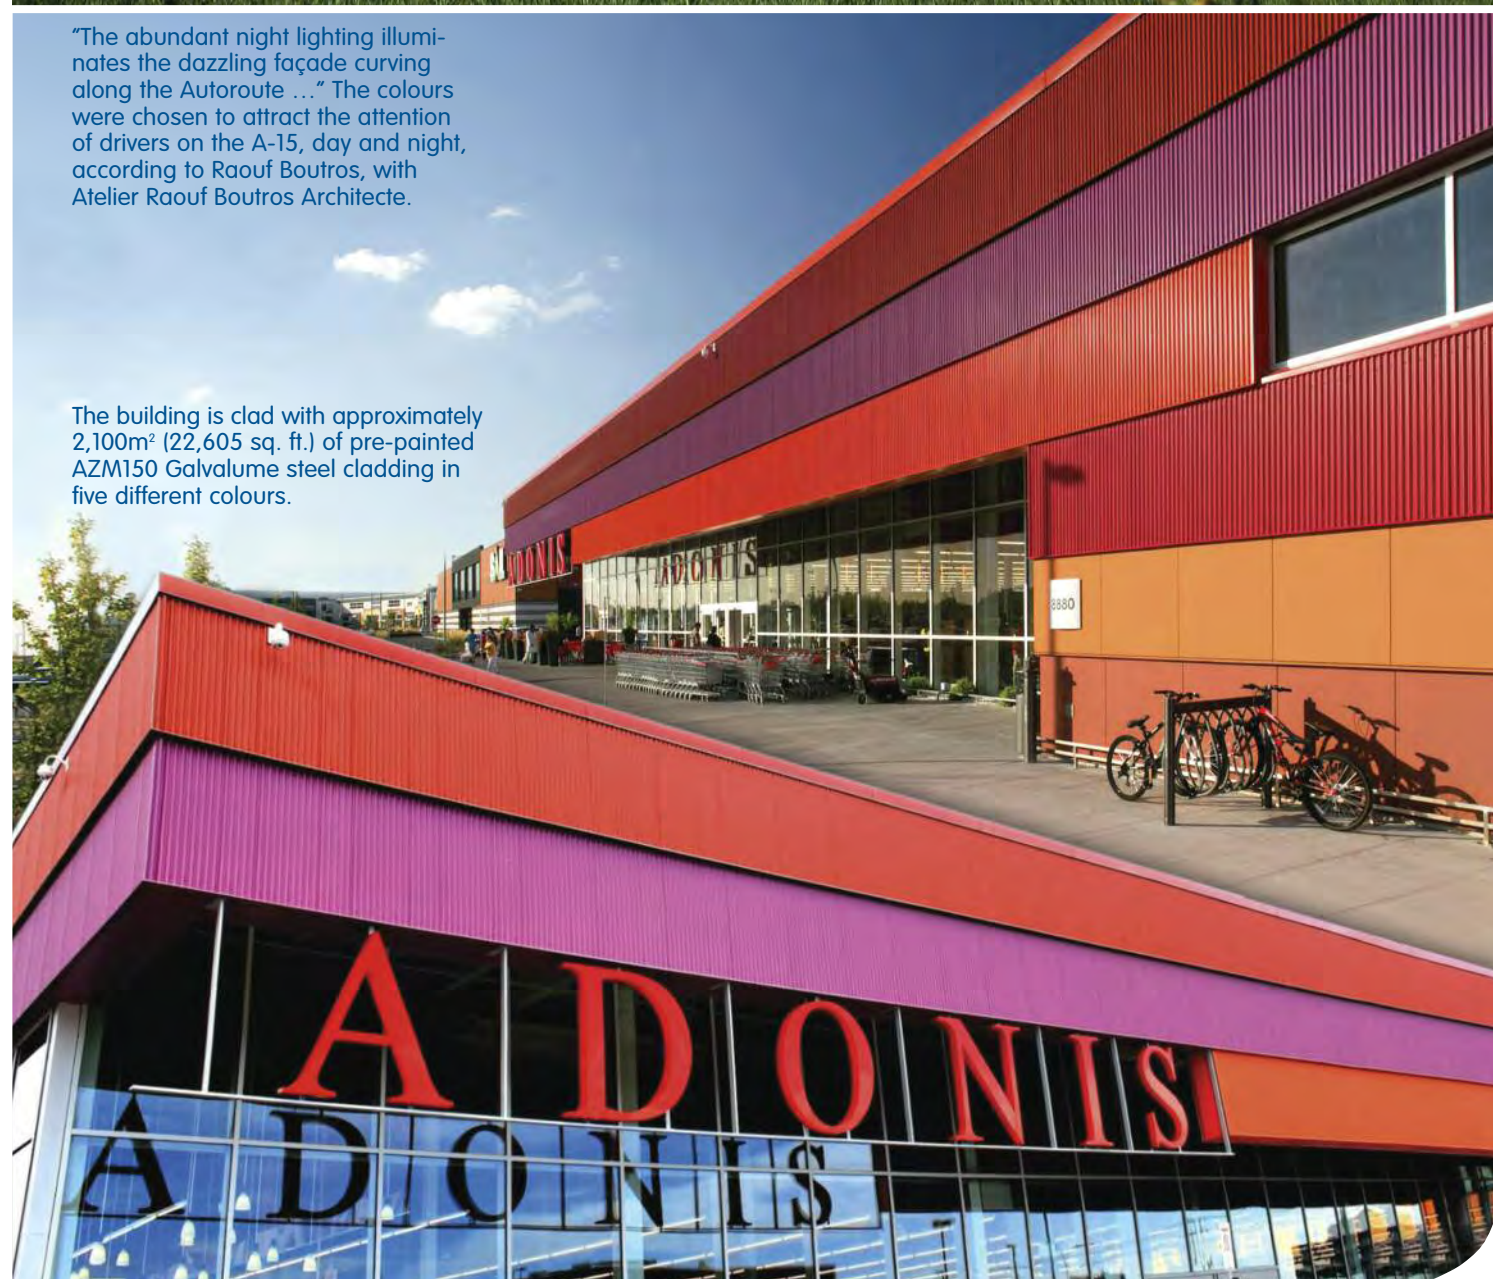 “The abundant night lighting illumi-
nates the dazzling façade curving
along the Autoroute …” The colours
were chosen to attract the attention
of drivers on the A-15, day and night,
according to Raouf Boutros, with
Atelier Raouf Boutros Architecte.
The building is clad with approximately
2,100m² (22,605 sq. ft.) of pre-painted
AZM150 Galvalume steel cladding in
five different colours.
ADONIS
ADONIS
8880
ADONIS
ADONIS